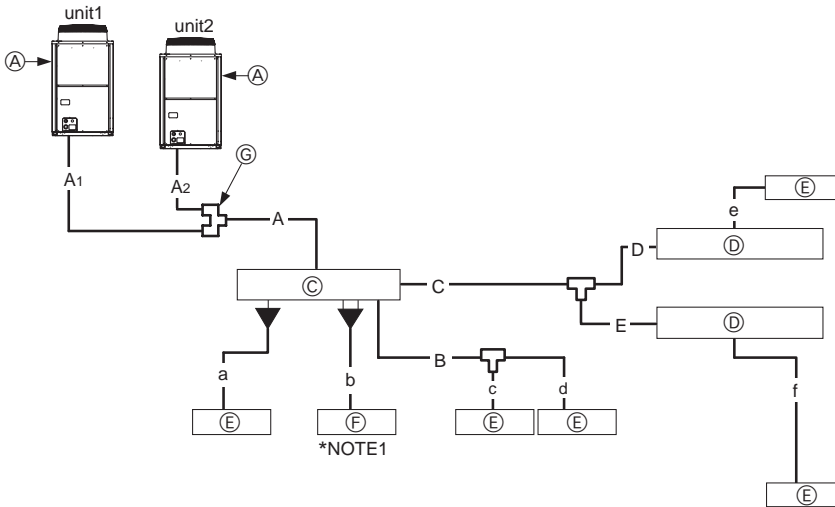 unit1
unit2
Ⓐ
Ⓐ
Ⓖ
A1
A2
A
Ⓔ
e
D
Ⓓ
Ⓒ
C
E
Ⓓ
B
a
b
c
d
f
Ⓔ
Ⓕ
Ⓔ
Ⓔ
*NOTE1
Ⓔ